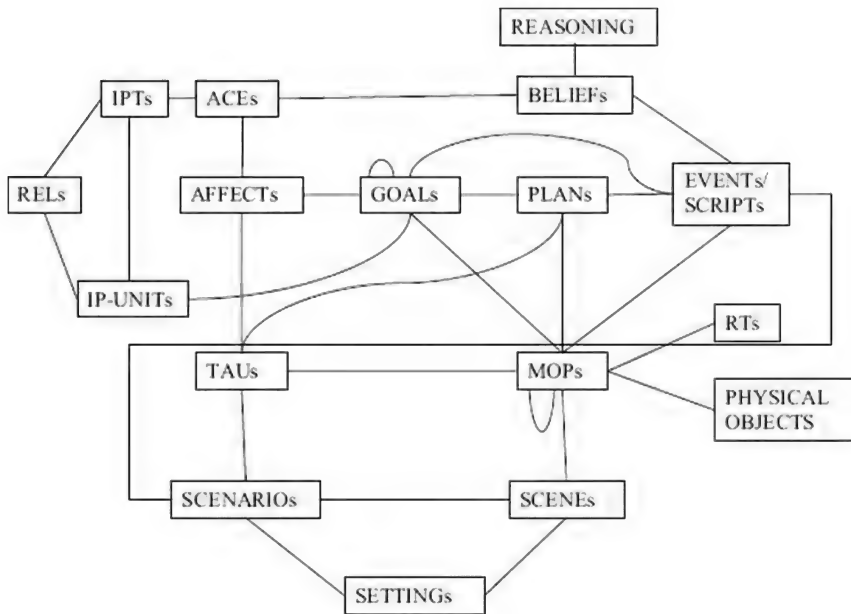 REASONING
IPTs
ACEs
BELIEFs
RELs
AFFECTs
GOALs
PLANs
EVENTs/
SCRIPTs
IP-UNITs
RTs
TAUs
MOPs
PHYSICAL
OBJECTS
SCENARIOs
SCENEs
SETTINGs